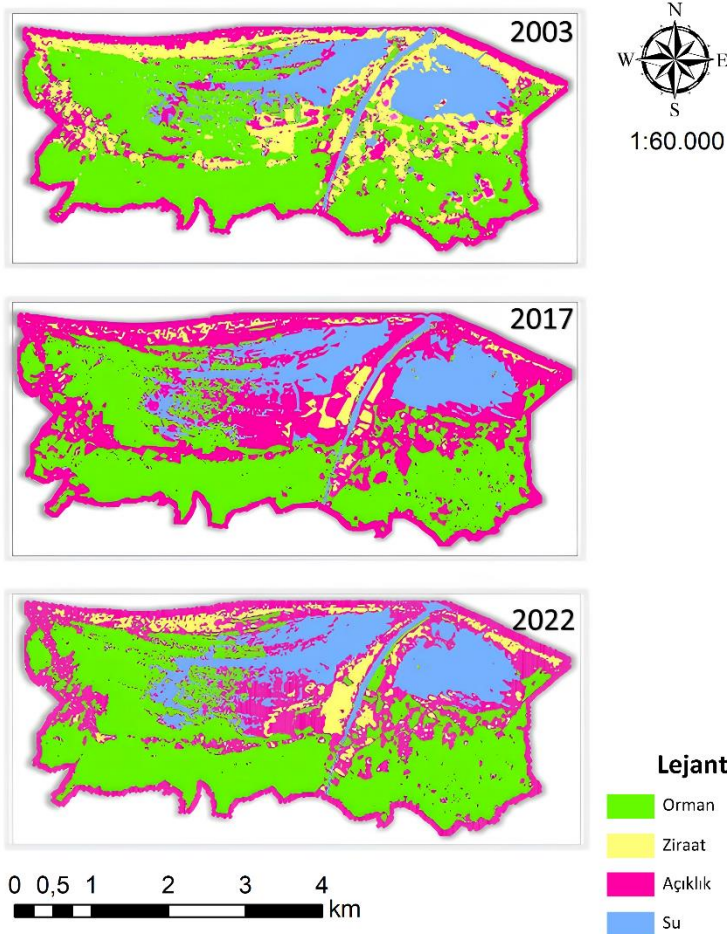 2003
N
W E
S
1:60.000
2017
2022
Lejant
Orman
Ziraat
Açıklık
Su
0 0,5 1 2 3 4
km